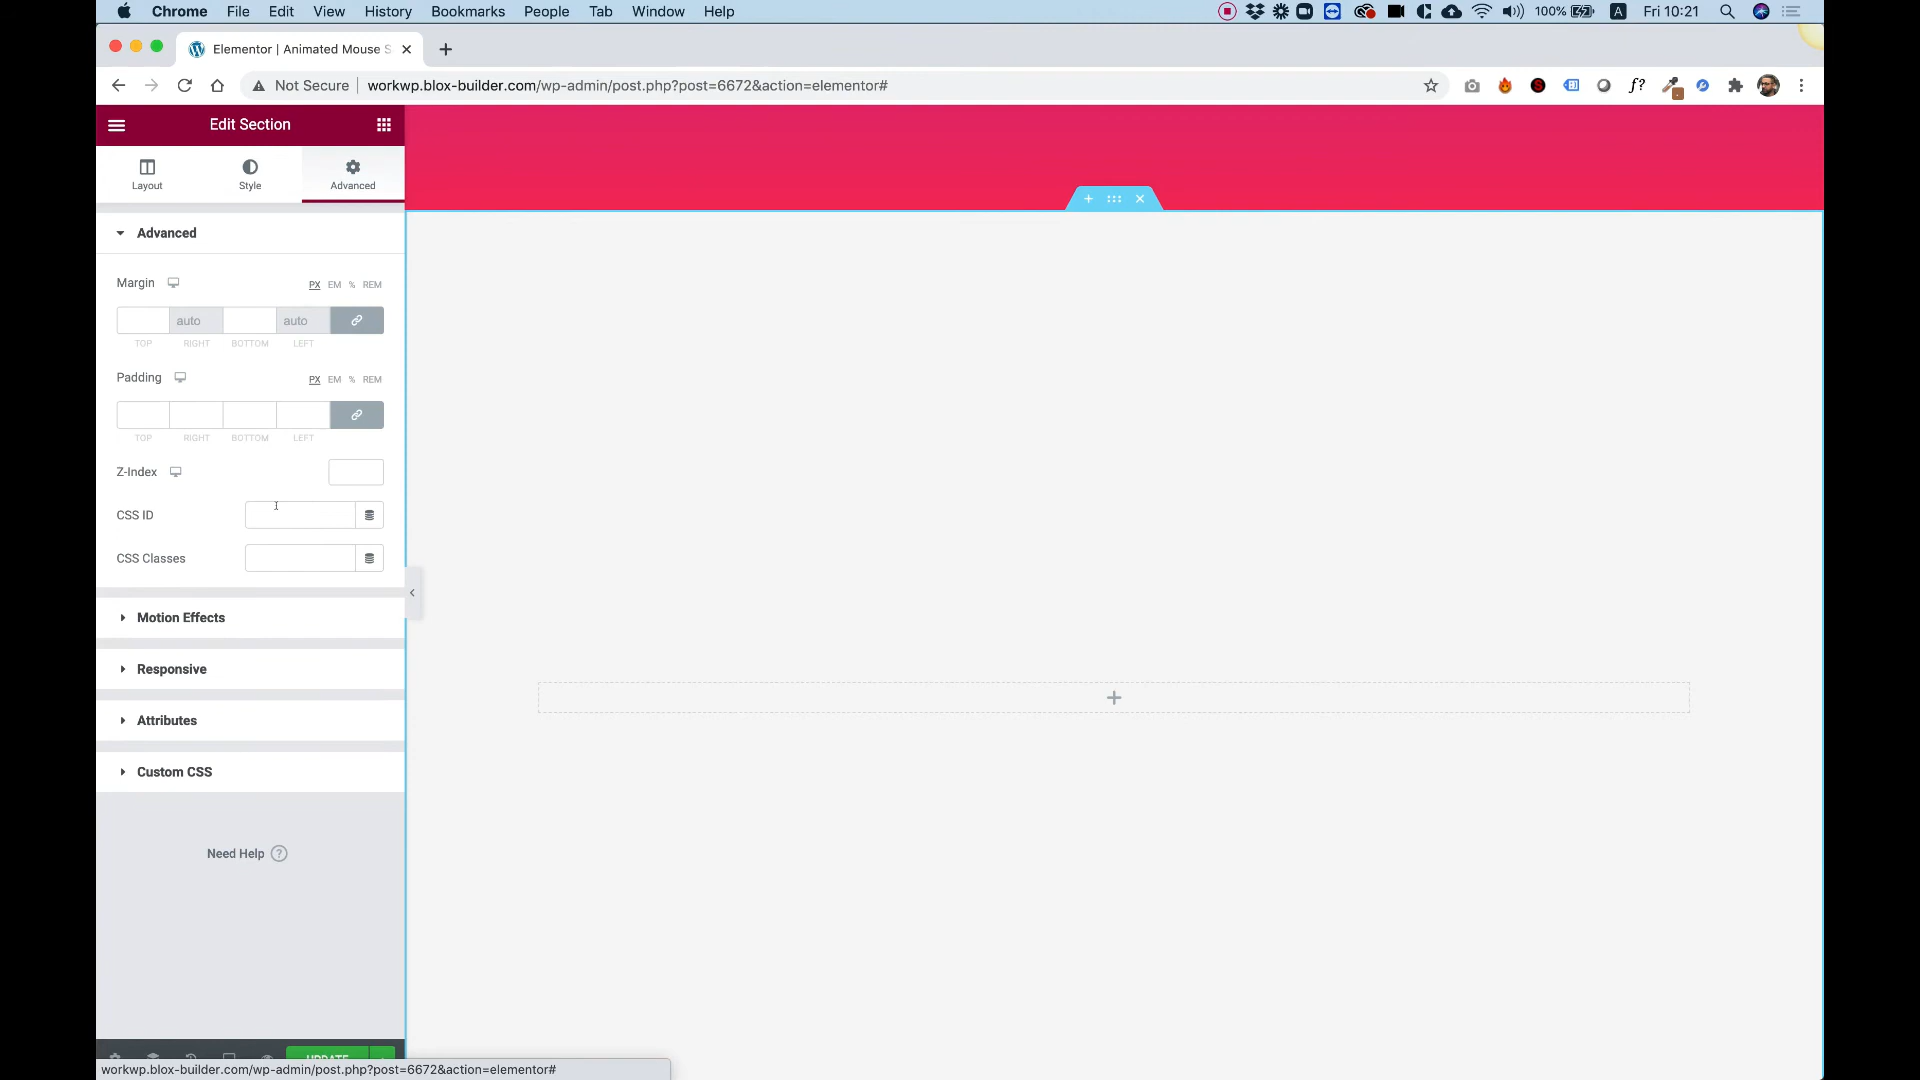 Chrome File Edit View History Bookmarks People Tab Window Help 100% A Fri 10:21
Elementor | Animated Mouse S
Not Secure workwp.blox-builder.com/wp-admin/post.php?post=6672&action=elementor# f?
Edit Section
Layout Style Advanced
Advanced
Margin PX EM % REM
auto auto
TOP RIGHT BOTTOM LEFT
Padding PX EM % REM
TOP RIGHT BOTTOM LEFT
Z-Index
CSS ID
CSS Classes
Motion Effects
Responsive
Attributes
Custom CSS
Need Help ?
UPDATE
workwp.blox-builder.com/wp-admin/post.php?post=6672&action=elementor#